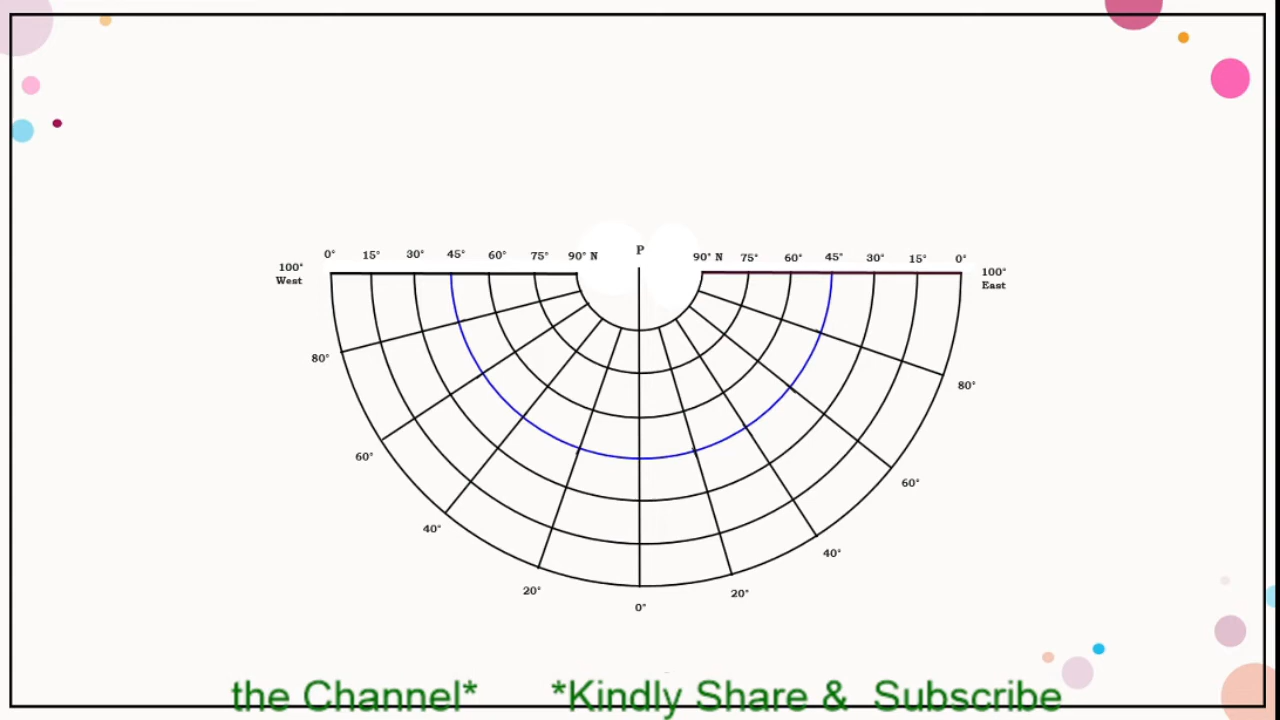 P
0° 15° 30° 45° 60° 75° 90° N
90° N 75° 60° 45° 30° 15° 0°
100°
West
100°
East
80°
80°
60°
60°
40°
40°
20°
20°
0°
the Channel* *Kindly Share & Subscribe